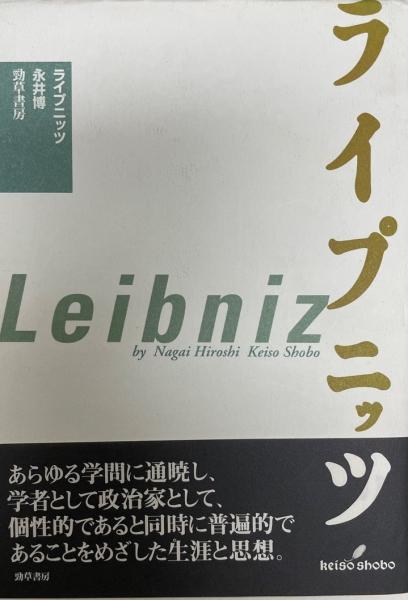 ライプニッツ
ライプニッツ
永井博
勁草書房
Leibniz
by Nagai Hiroshi Keiso Shobo
あらゆる学問に通暁し、
学者として政治家として、
個性的であると同時に普遍的で
あることをめざした生涯と思想。
勁草書房
keiso shobo